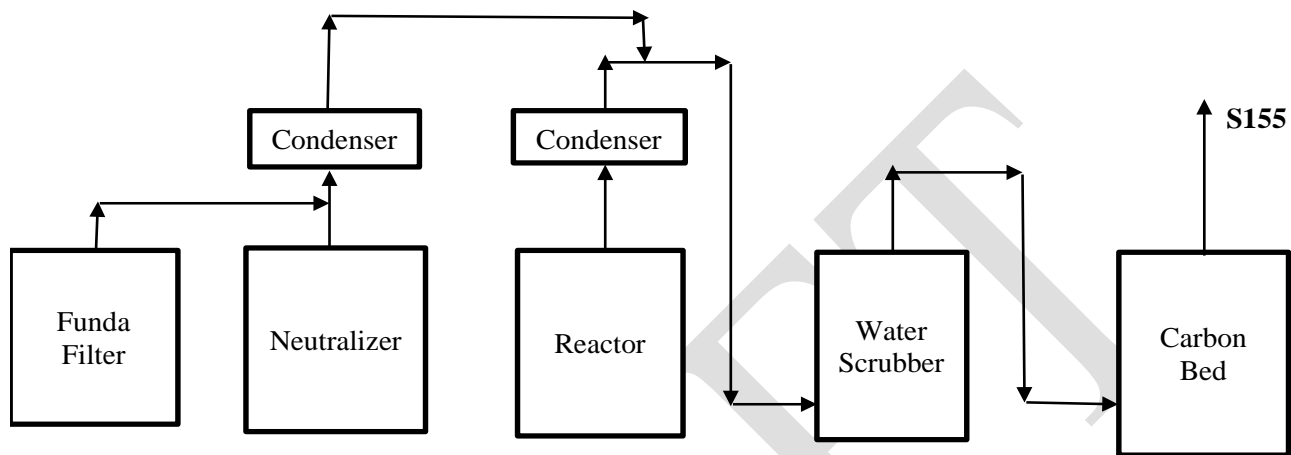 Condenser
Condenser
S155
Funda
Filter
Neutralizer
Reactor
Water
Scrubber
Carbon
Bed